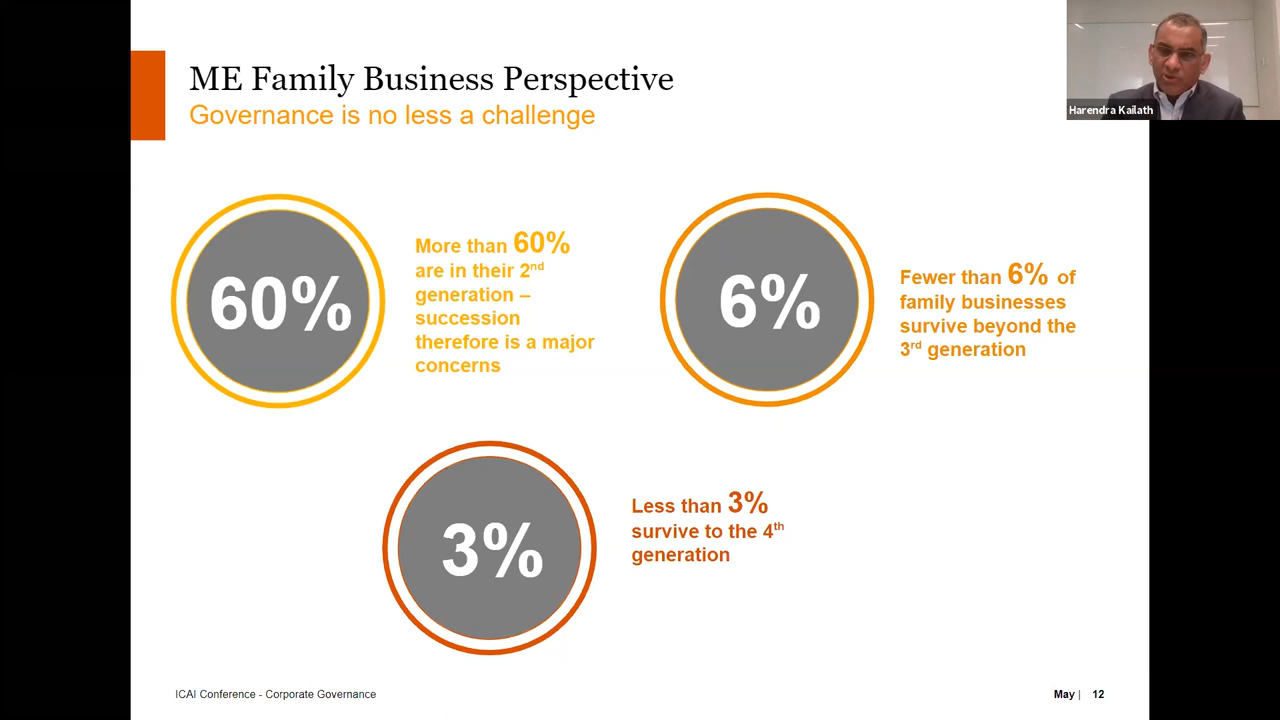 ME Family Business Perspective
Governance is no less a challenge
Harendra Kailath
60%
More than 60%
are in their 2nd
generation –
succession
therefore is a major
concerns
6%
Fewer than 6% of
family businesses
survive beyond the
3rd generation
3%
Less than 3%
survive to the 4th
generation
ICAI Conference - Corporate Governance
May | 12